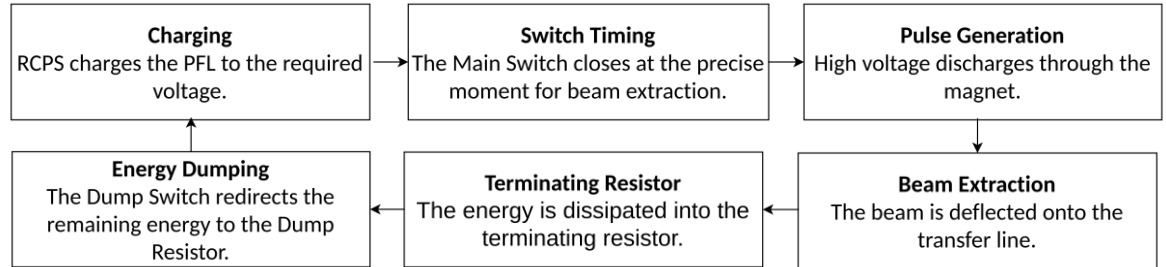 Charging
RCPS charges the PFL to the required
voltage.
Switch Timing
The Main Switch closes at the precise
moment for beam extraction.
Pulse Generation
High voltage discharges through the
magnet.
Beam Extraction
The beam is deflected onto the
transfer line.
Terminating Resistor
The energy is dissipated into the
terminating resistor.
Energy Dumping
The Dump Switch redirects the
remaining energy to the Dump
Resistor.